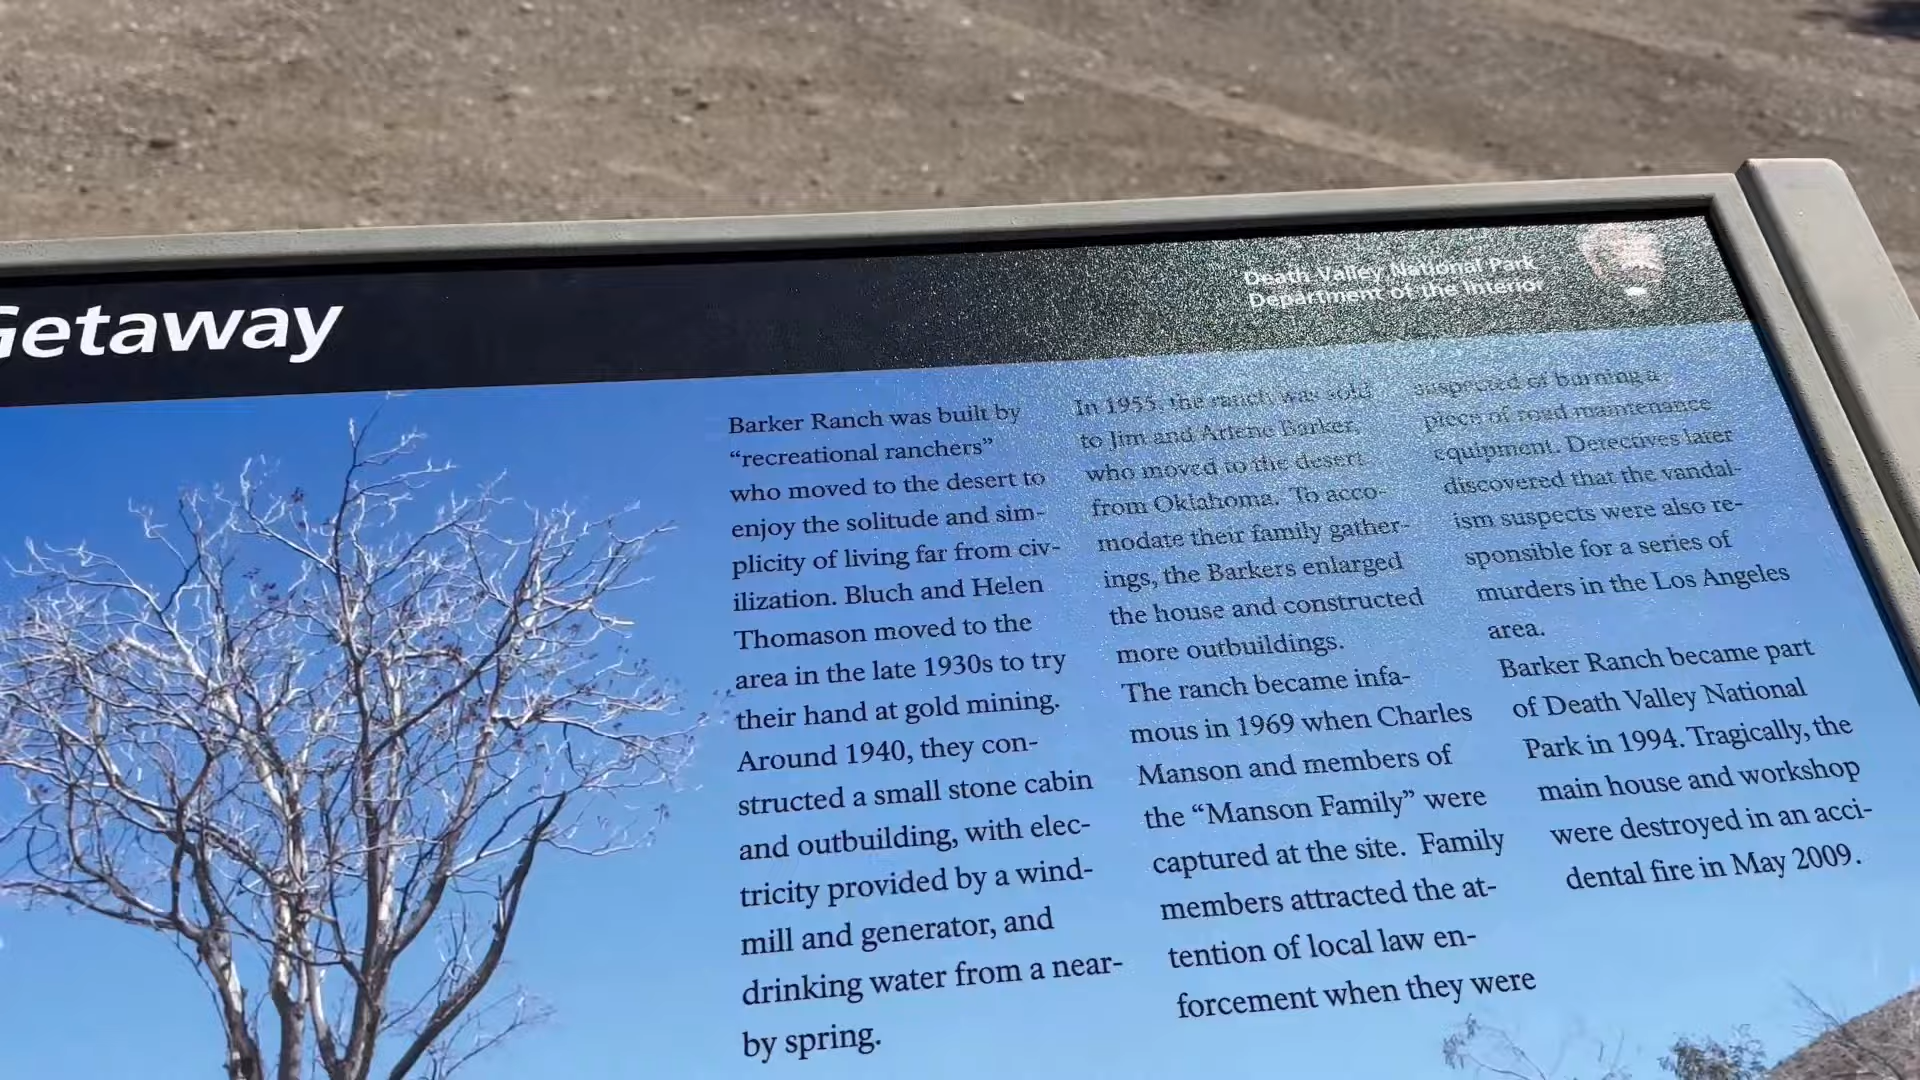 Getaway
Death Valley National Park
Department of the Interior
Barker Ranch was built by
“recreational ranchers”
who moved to the desert to
enjoy the solitude and sim-
plicity of living far from civ-
ilization. Bluch and Helen
Thomason moved to the
area in the late 1930s to try
their hand at gold mining.
Around 1940, they con-
structed a small stone cabin
and outbuilding, with elec-
tricity provided by a wind-
mill and generator, and
drinking water from a near-
by spring.
In 1955, the ranch was sold
to Jim and Arlene Barker,
who moved to the desert
from Oklahoma. To acco-
modate their family gather-
ings, the Barkers enlarged
the house and constructed
more outbuildings.
The ranch became infa-
mous in 1969 when Charles
Manson and members of
the “Manson Family” were
captured at the site. Family
members attracted the at-
tention of local law en-
forcement when they were
suspected of burning a
piece of road maintenance
equipment. Detectives later
discovered that the vandal-
ism suspects were also re-
sponsible for a series of
murders in the Los Angeles
area.
Barker Ranch became part
of Death Valley National
Park in 1994. Tragically, the
main house and workshop
were destroyed in an acci-
dental fire in May 2009.